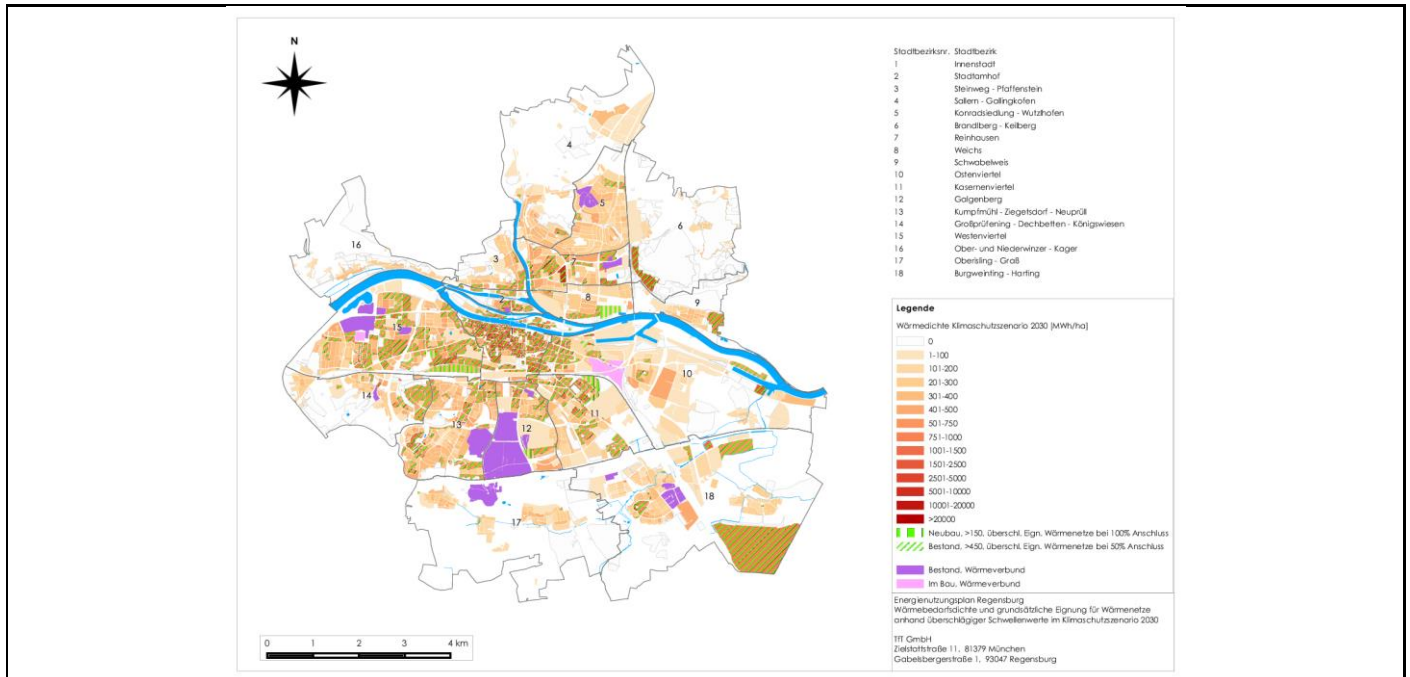 N
Stadtbezirksnr. Stadtbezirk
1 Innenstadt
2 Stadtamhof
3 Steinweg - Pfaffenstein
4 Sallern - Gallingkofen
5 Konradsiedlung - Wutzlhofen
6 Brandlberg - Keilberg
7 Reinhausen
8 Weichs
9 Schwabelweis
10 Ostenviertel
11 Kasernenviertel
12 Galgenberg
13 Kumpfmühl - Ziegetsdorf - Neuprüll
14 Großprüfening - Dechbetten - Königswiesen
15 Westenviertel
16 Ober- und Niederwinzer - Kager
17 Oberisling - Graß
18 Burgweinting - Harting
4
5
6
16
3
7
2
8
9
15
10
14
13
12
11
17
18
Legende
Wärmedichte Klimaschutzszenario 2030 [MWh/ha]
0
1-100
101-200
201-300
301-400
401-500
501-750
751-1000
1001-1500
1501-2500
2501-5000
5001-10000
10001-20000
>20000
Neubau, >150, überschl. Eign. Wärmenetze bei 100% Anschluss
Bestand, >450, überschl. Eign. Wärmenetze bei 50% Anschluss
Bestand, Wärmeverbund
Im Bau, Wärmeverbund
Energienutzungsplan Regensburg
Wärmebedarfsdichte und grundsätzliche Eignung für Wärmenetze
anhand überschlägiger Schwellenwerte im Klimaschutzszenario 2030
GmbH
Zielstattstraße 11, 81379 München
Gabelsbergerstraße 1, 93047 Regensburg
0 1 2 3 4 km